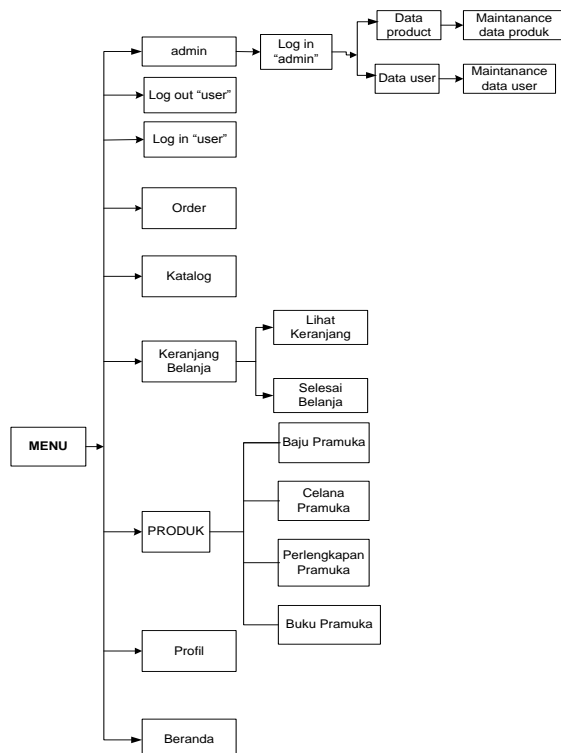 Data
product
Maintanance
data produk
admin
Log in
“admin”
Data user
Maintanance
data user
Log out “user”
Log in “user”
Order
Katalog
Lihat
Keranjang
Keranjang
Belanja
Selesai
Belanja
MENU
Baju Pramuka
Celana
Pramuka
PRODUK
Perlengkapan
Pramuka
Buku Pramuka
Profil
Beranda